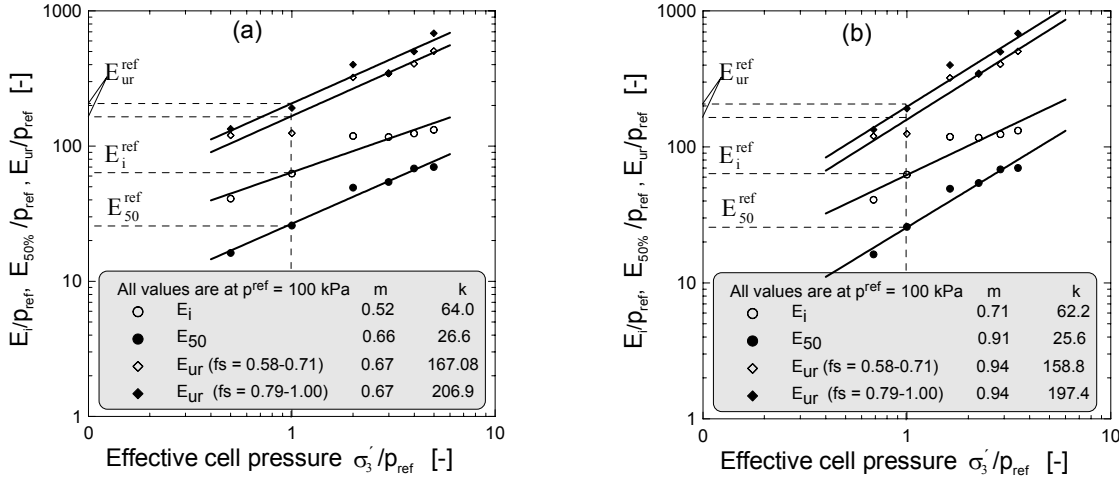 1000
100
10
1
0
1
10
(a)
E_ur^ref
E_i^ref
E_50^ref
E_i/p_ref, E_50%/p_ref , E_ur/p_ref [-]
All values are at p^ref = 100 kPa m k
E_i 0.52 64.0
E_50 0.66 26.6
E_ur (fs = 0.58-0.71) 0.67 167.08
E_ur (fs = 0.79-1.00) 0.67 206.9
Effective cell pressure σ_3´/p_ref [-]
1000
100
10
1
0
1
10
(b)
E_ur^ref
E_i^ref
E_50^ref
E_i/p_ref, E_50%/p_ref , E_ur/p_ref [-]
All values are at p^ref = 100 kPa m k
E_i 0.71 62.2
E_50 0.91 25.6
E_ur (fs = 0.58-0.71) 0.94 158.8
E_ur (fs = 0.79-1.00) 0.94 197.4
Effective cell pressure σ_3´/p_ref [-]